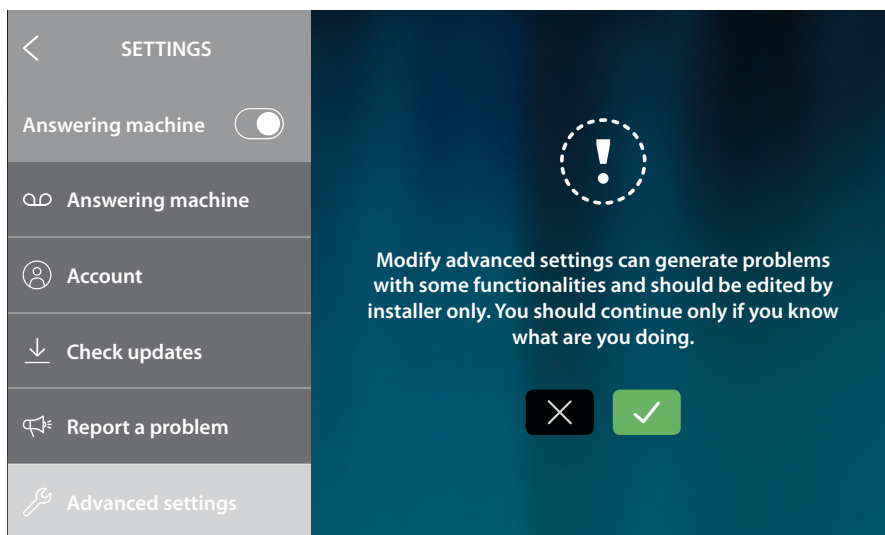 SETTINGS
Answering machine
Answering machine
Account
Check updates
Report a problem
Advanced settings
Modify advanced settings can generate problems
with some functionalities and should be edited by
installer only. You should continue only if you know
what are you doing.